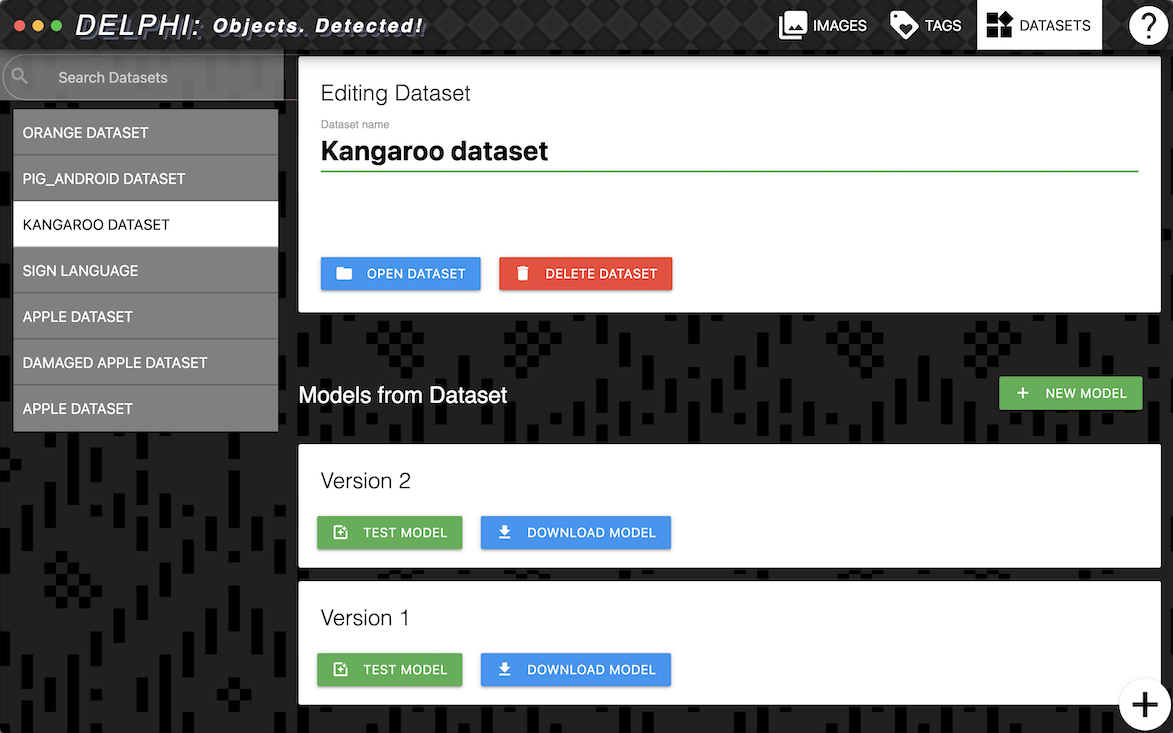 DELPHI: Objects. Detected!
IMAGES
TAGS
DATASETS
?
Search Datasets
ORANGE DATASET
PIG_ANDROID DATASET
KANGAROO DATASET
SIGN LANGUAGE
APPLE DATASET
DAMAGED APPLE DATASET
APPLE DATASET
Editing Dataset
Dataset name
Kangaroo dataset
OPEN DATASET
DELETE DATASET
Models from Dataset
+ NEW MODEL
Version 2
TEST MODEL
DOWNLOAD MODEL
Version 1
TEST MODEL
DOWNLOAD MODEL
+